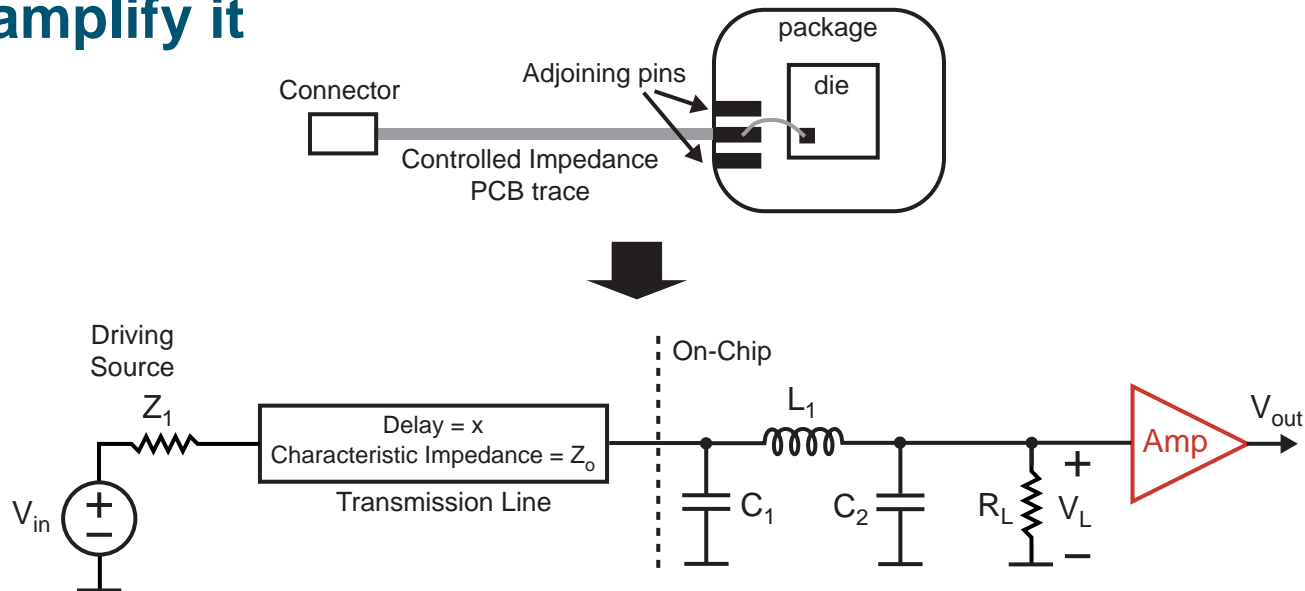 amplify it
package
Adjoining pins
die
Connector
Controlled Impedance
PCB trace
Driving
Source
On-Chip
Z1
L1
Vout
Delay = x
Characteristic Impedance = Zo
Amp
Transmission Line
Vin
+
−
C1
C2
RL
+
VL
−